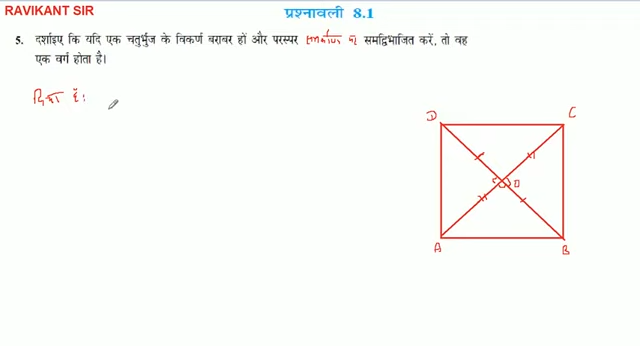 RAVIKANT SIR
प्रश्नावली 8.1
5. दर्शाइए कि यदि एक चतुर्भुज के विकर्ण बराबर हों और परस्पर समकोण पर समद्विभाजित करें, तो वह
एक वर्ग होता है।
दिया है:
D C
O
A B